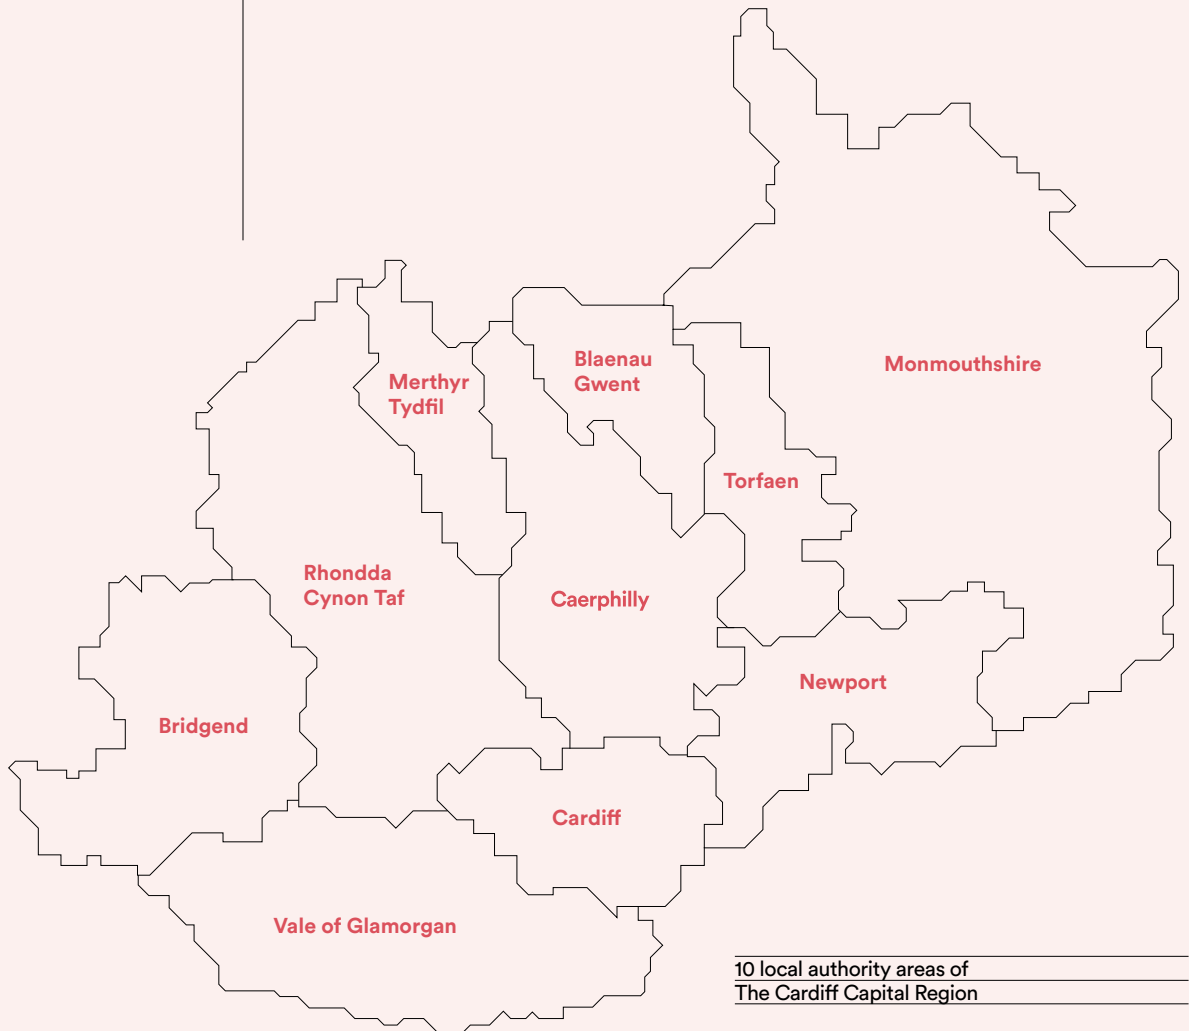 Blaenau
Gwent
Monmouthshire
Merthyr
Tydfil
Torfaen
Rhondda
Cynon Taf
Caerphilly
Newport
Bridgend
Cardiff
Vale of Glamorgan
10 local authority areas of
The Cardiff Capital Region